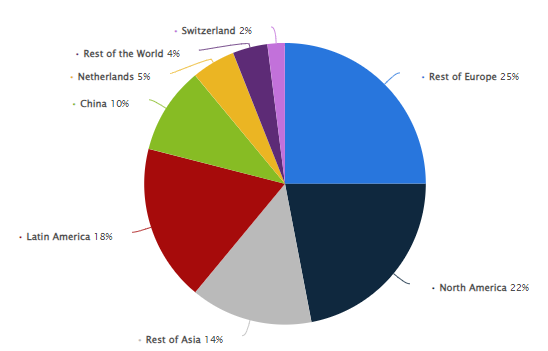 • Switzerland 2%
• Rest of the World 4%
• Netherlands 5%
• Rest of Europe 25%
• China 10%
• Latin America 18%
• North America 22%
• Rest of Asia 14%